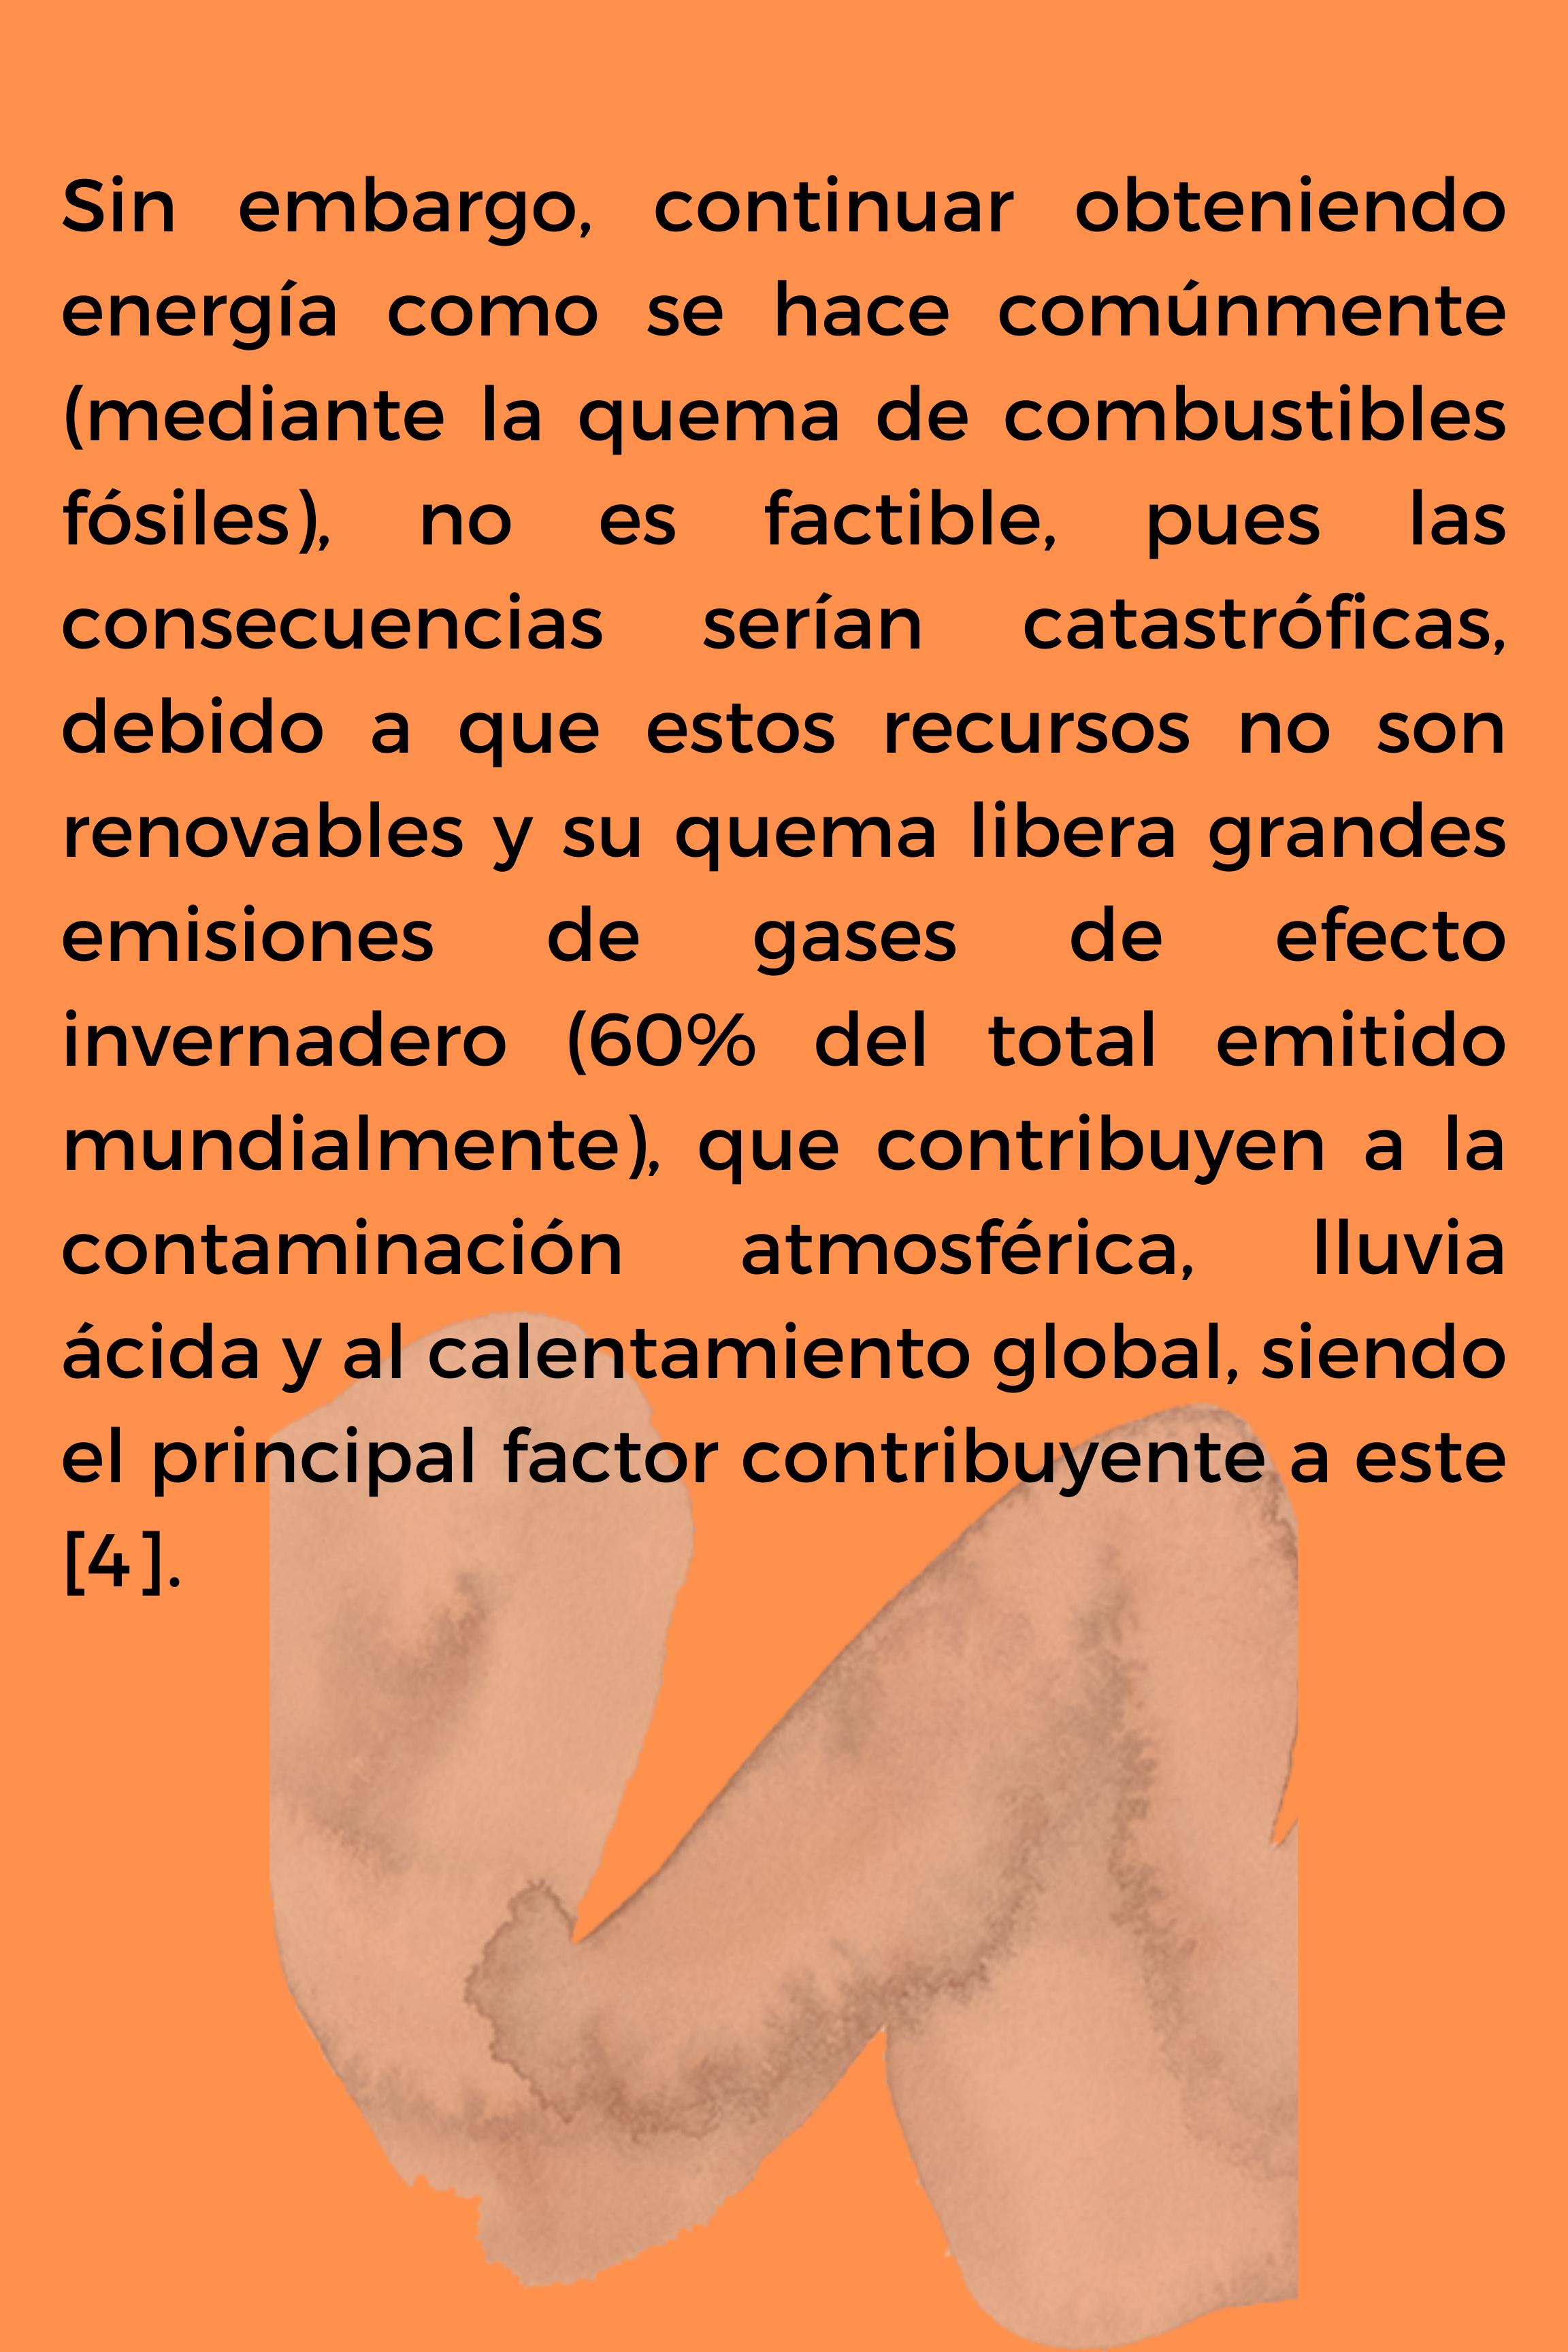 Sin embargo, continuar obteniendo
energía como se hace comúnmente
(mediante la quema de combustibles
fósiles), no es factible, pues las
consecuencias serían catastróficas,
debido a que estos recursos no son
renovables y su quema libera grandes
emisiones de gases de efecto
invernadero (60% del total emitido
mundialmente), que contribuyen a la
contaminación atmosférica, lluvia
ácida y al calentamiento global, siendo
el principal factor contribuyente a este
[4].